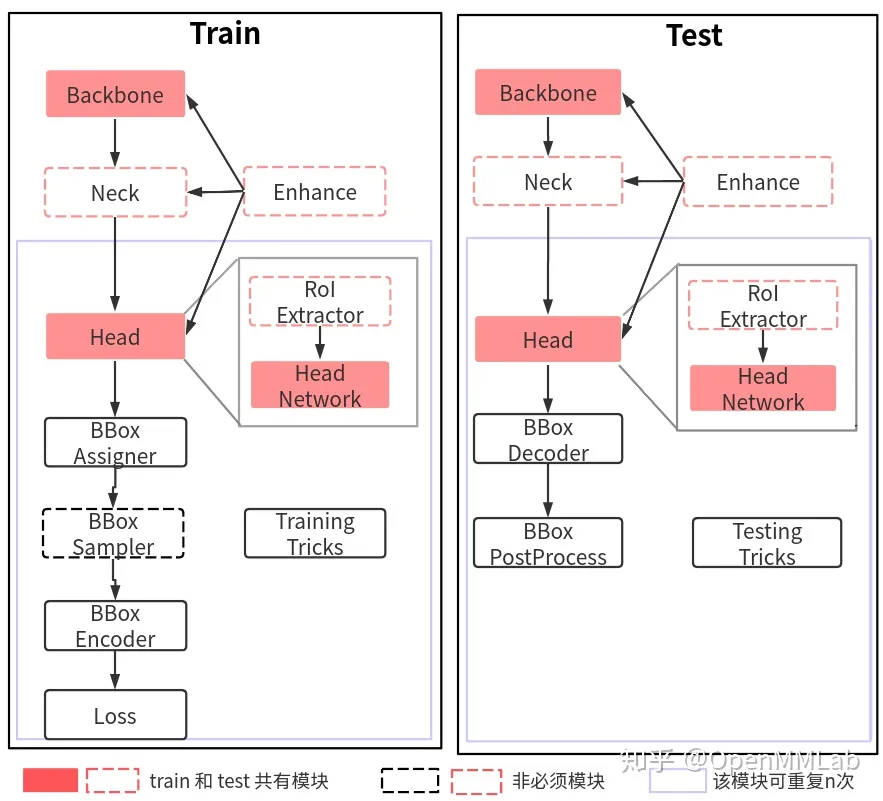 Train
Backbone
Neck
Enhance
Head
RoI
Extractor
Head
Network
BBox
Assigner
BBox
Sampler
Training
Tricks
BBox
Encoder
Loss
Test
Backbone
Neck
Enhance
Head
RoI
Extractor
Head
Network
BBox
Decoder
BBox
PostProcess
Testing
Tricks
知乎 @OpenMMLab
train 和 test 共有模块
非必须模块
该模块可重复n次